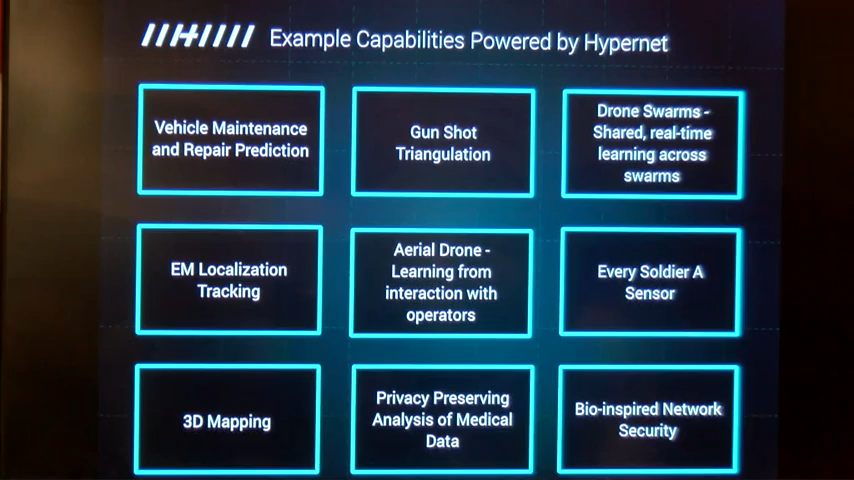 Example Capabilities Powered by Hypernet
Vehicle Maintenance
and Repair Prediction
Gun Shot
Triangulation
Drone Swarms -
Shared, real-time
learning across
swarms
EM Localization
Tracking
Aerial Drone -
Learning from
interaction with
operators
Every Soldier A
Sensor
3D Mapping
Privacy Preserving
Analysis of Medical
Data
Bio-inspired Network
Security